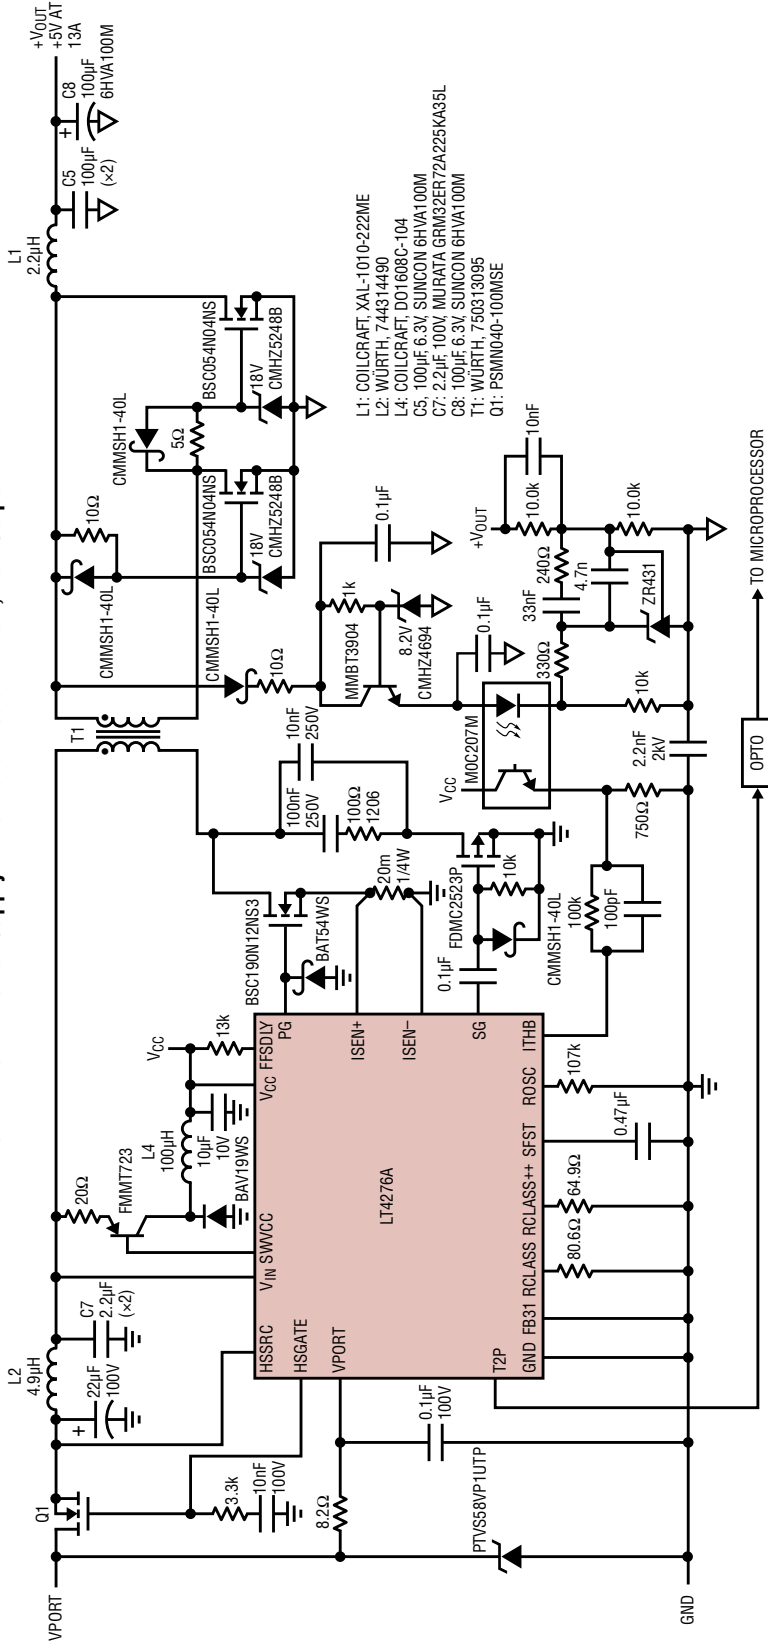 VPORT
Q1
3.3k
10nF
100V
8.2Ω
PTVS58VP1UTP
GND
22µF
100V
L2
4.9µH
C7
2.2µF
(×2)
0.1µF
100V
20Ω
FMMT723
L4
100µH
10µF
10V
BAV19WS
VCC
13k
HSSRC
HSGATE
VPORT
T2P
VIN
SWVCC
VCC
FFSDLY
PG
ISEN+
ISEN–
SG
ITHB
ROSC
SFST
RCLASS++
RCLASS
FB31
GND
LT4276A
80.6Ω
64.9Ω
0.47µF
107k
BSC190N12NS3
BAT54WS
20m
1/4W
0.1µF
FDMC2523P
10k
CMMSH1-40L
100k
100pF
100nF
250V
100Ω
1206
10nF
250V
T1
VCC
MOC207M
750Ω
2.2nF
2kV
10k
OPTO
TO MICROPROCESSOR
CMMSH1-40L
10Ω
CMMSH1-40L
10Ω
MMBT3904
1k
8.2V
CMHZ4694
0.1µF
0.1µF
330Ω
33nF
240Ω
4.7n
ZR431
+VOUT
10.0k
10nF
10.0k
BSC054N04NS
18V
CMHZ5248B
CMMSH1-40L
5Ω
BSC054N04NS
18V
CMHZ5248B
L1
2.2µH
C5
100µF
(×2)
C8
100µF
6HVA100M
+VOUT
+5V AT
13A
L1: COILCRAFT, XAL-1010-222ME
L2: WÜRTH, 744314490
L4: COILCRAFT, DO1608C-104
C5, 100µF, 6.3V, SUNCON 6HVA100M
C7: 2.2µF, 100V, MURATA GRM32ER72A225KA35L
C8: 100µF, 6.3V, SUNCON 6HVA100M
T1: WÜRTH, 750313095
Q1: PSMN040-100MSE